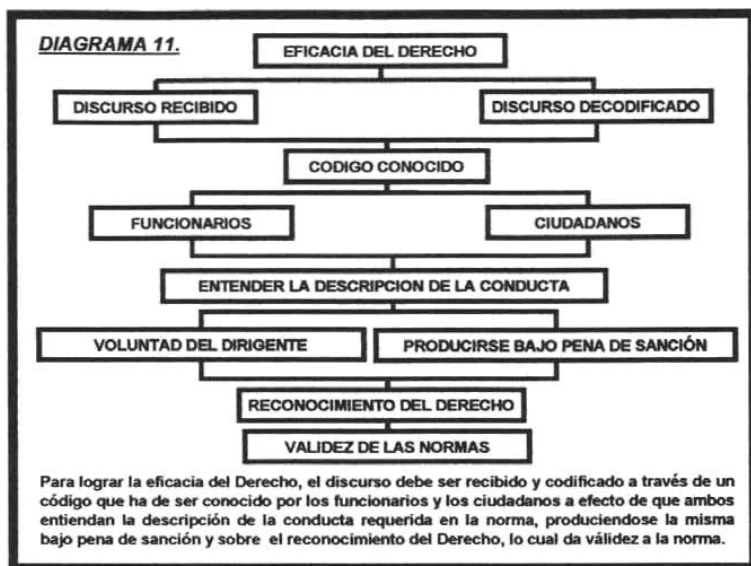 DIAGRAMA 11.
EFICACIA DEL DERECHO
DISCURSO RECIBIDO
DISCURSO DECODIFICADO
CODIGO CONOCIDO
FUNCIONARIOS
CIUDADANOS
ENTENDER LA DESCRIPCION DE LA CONDUCTA
VOLUNTAD DEL DIRIGENTE
PRODUCIRSE BAJO PENA DE SANCIÓN
RECONOCIMIENTO DEL DERECHO
VALIDEZ DE LAS NORMAS
Para lograr la eficacia del Derecho, el discurso debe ser recibido y codificado a través de un
código que ha de ser conocido por los funcionarios y los ciudadanos a efecto de que ambos
entiendan la descripción de la conducta requerida en la norma, produciendose la misma
bajo pena de sanción y sobre el reconocimiento del Derecho, lo cual da válidez a la norma.